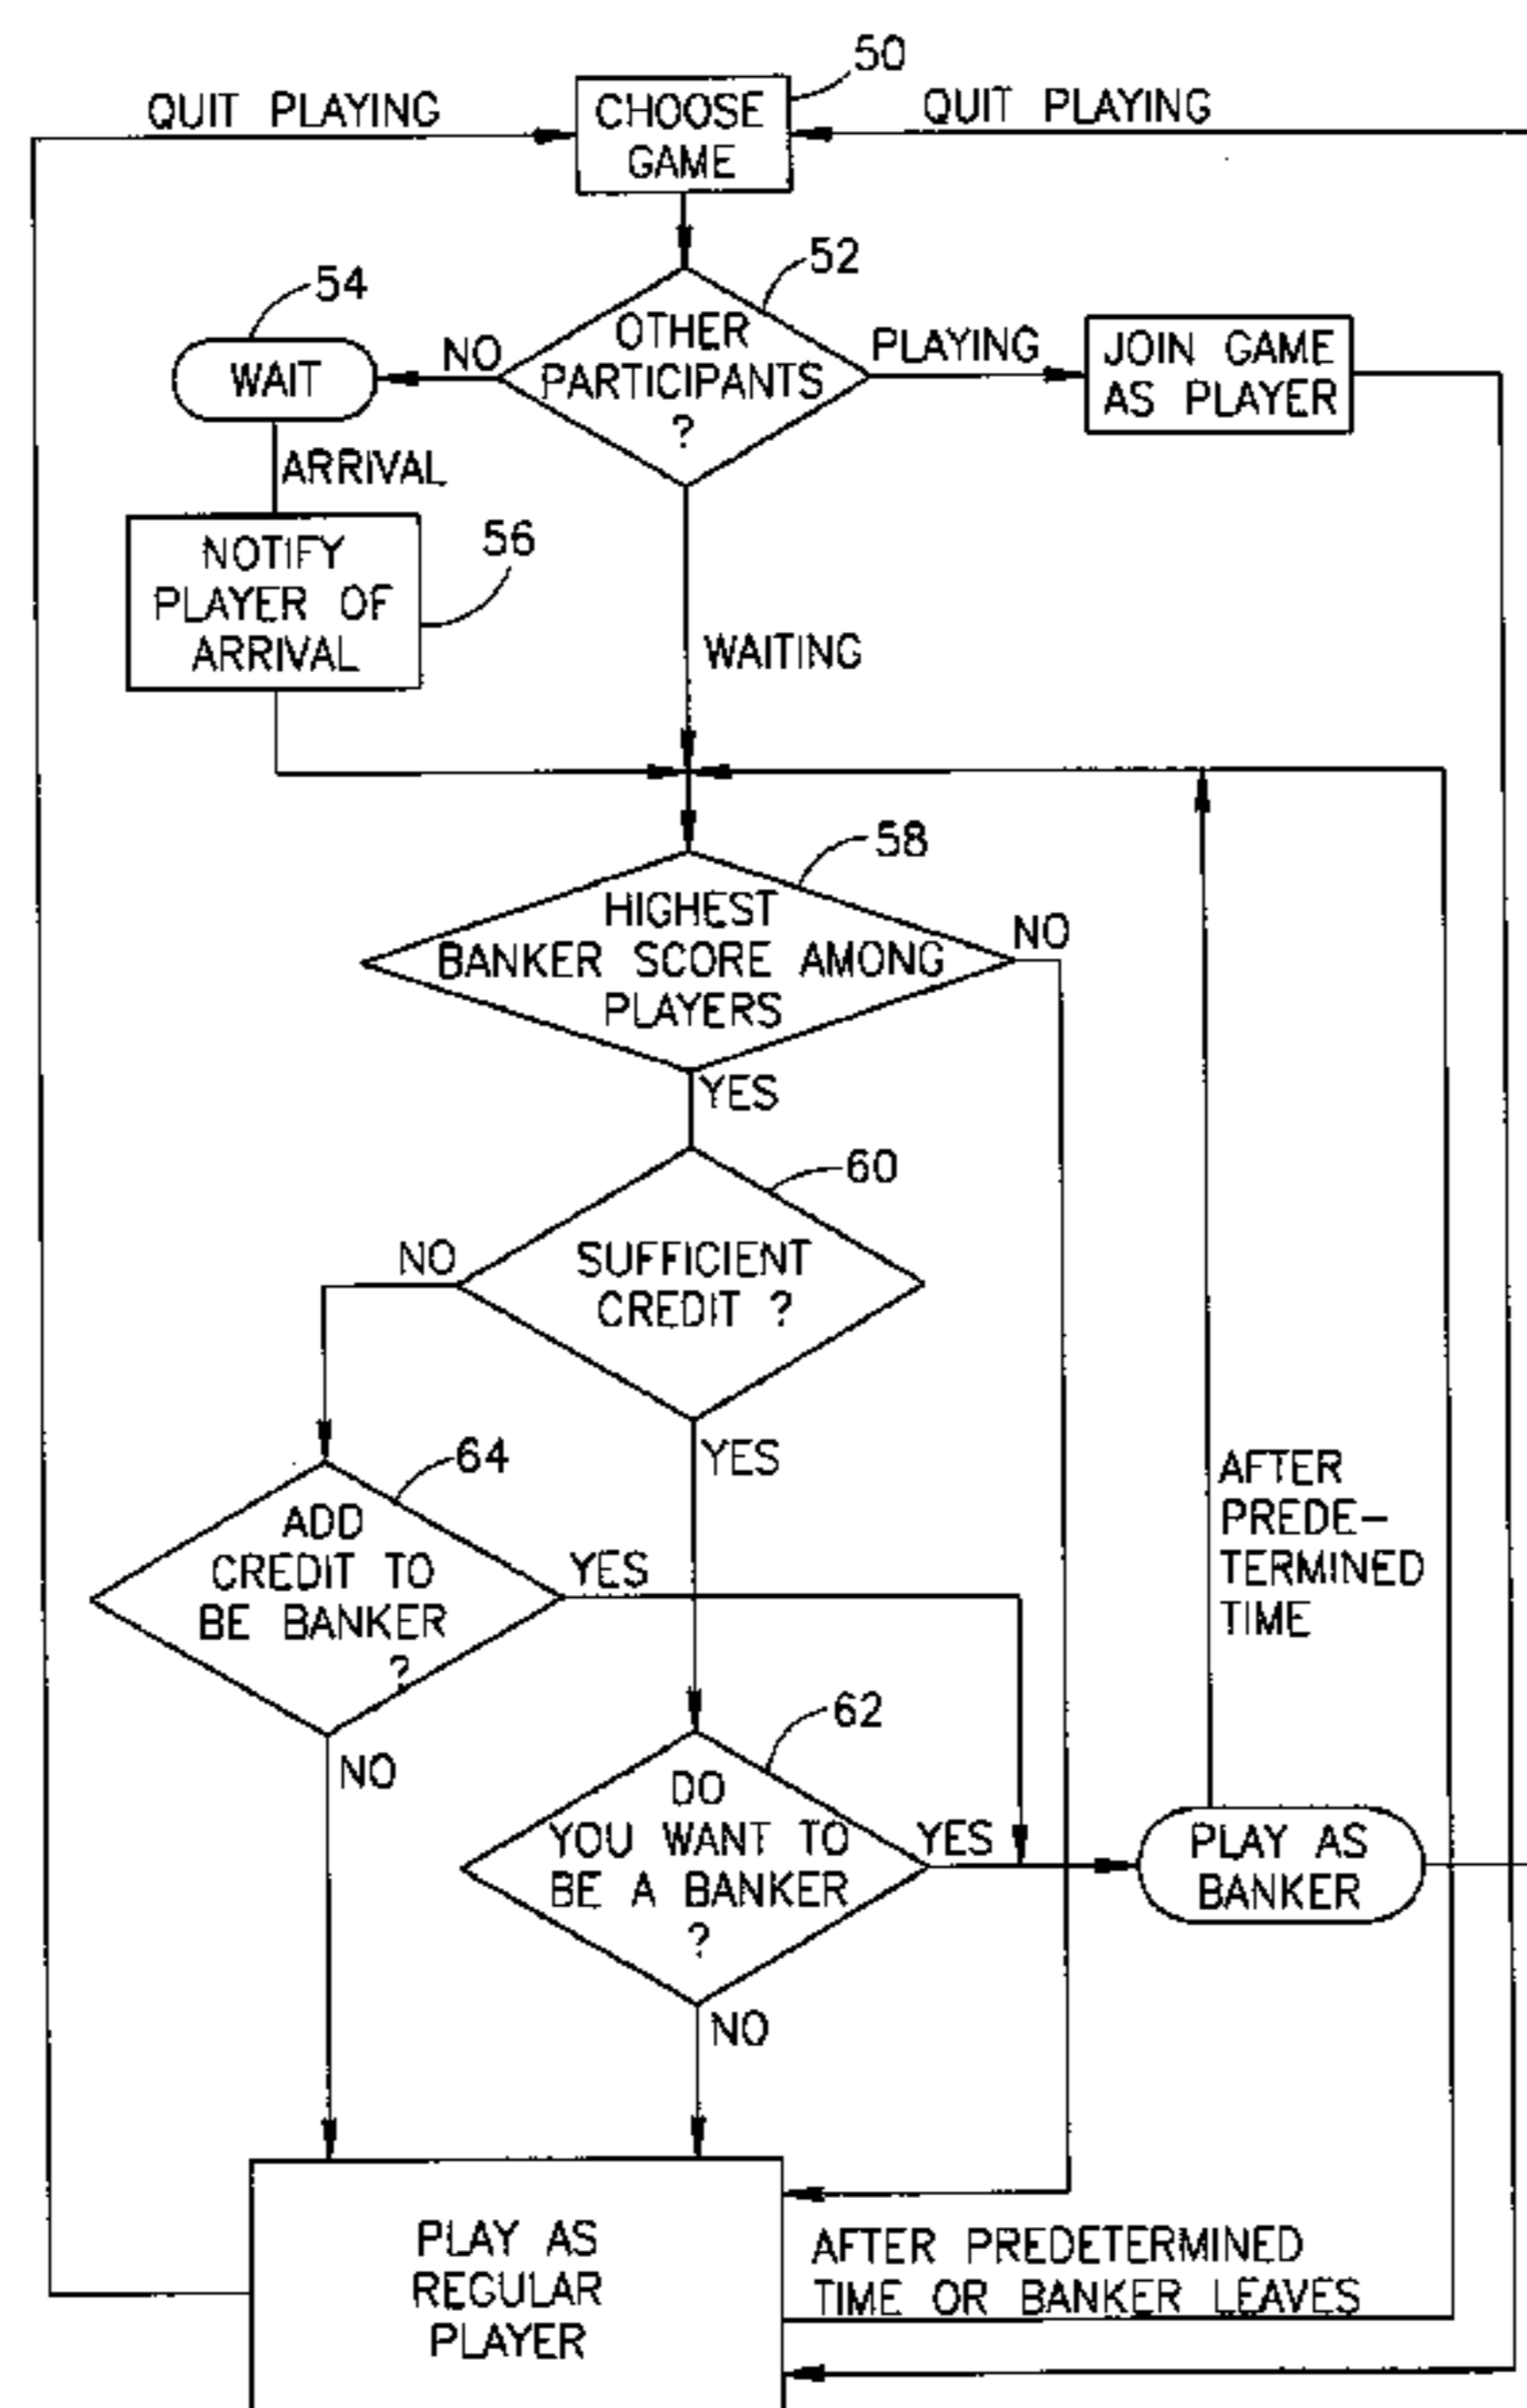 50
QUIT PLAYING
CHOOSE
GAME
QUIT PLAYING
52
54
OTHER
PARTICIPANTS
?
NO
WAIT
PLAYING
JOIN GAME
AS PLAYER
ARRIVAL
NOTIFY
PLAYER OF
ARRIVAL
56
WAITING
58
HIGHEST
BANKER SCORE AMONG
PLAYERS
NO
YES
60
SUFFICIENT
CREDIT ?
NO
YES
64
ADD
CREDIT TO
BE BANKER
?
YES
AFTER
PREDE-
TERMINED
TIME
62
NO
DO
YOU WANT TO
BE A BANKER
?
YES
PLAY AS
BANKER
NO
PLAY AS
REGULAR
PLAYER
AFTER PREDETERMINED
TIME OR BANKER LEAVES